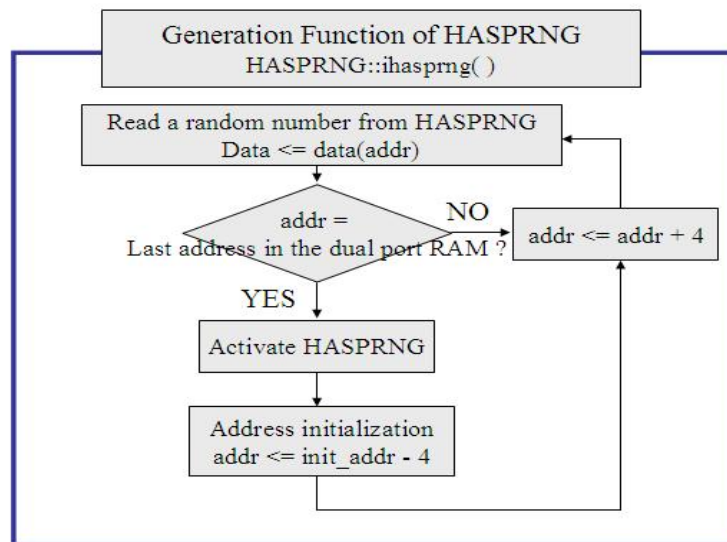 Generation Function of HASPRNG
HASPRNG::ihasprng( )
Read a random number from HASPRNG
Data <= data(addr)
addr =
Last address in the dual port RAM ?
NO
addr <= addr + 4
YES
Activate HASPRNG
Address initialization
addr <= init_addr - 4